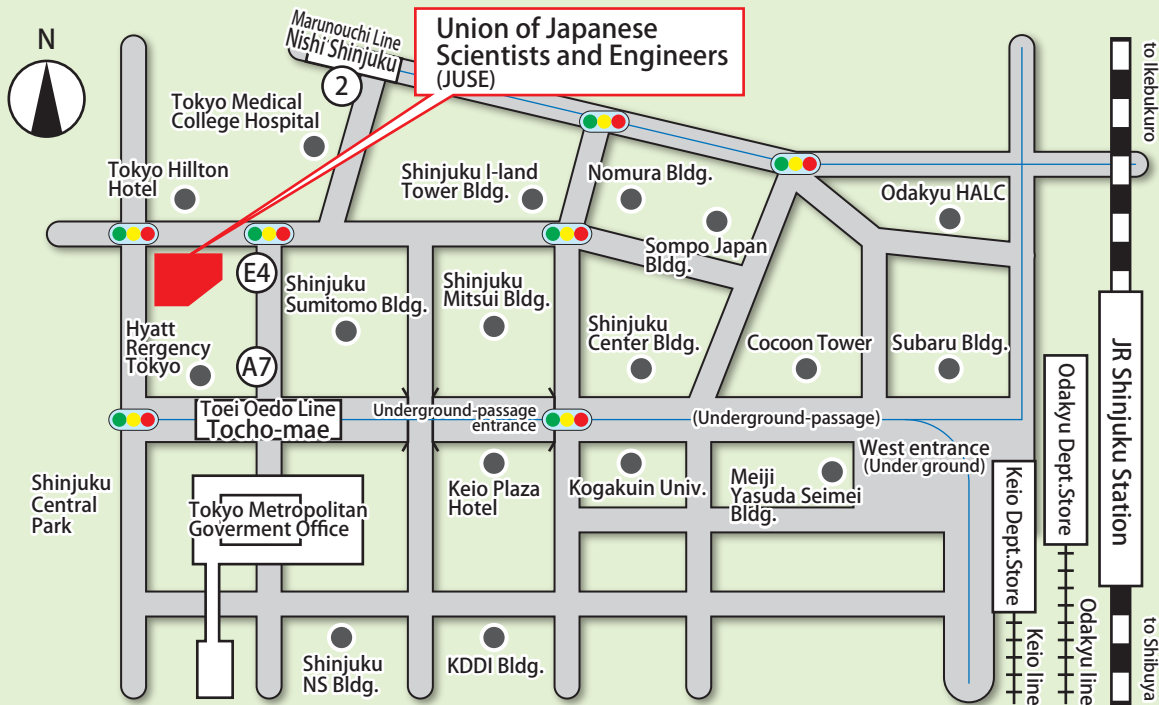 N
Marunouchi Line
Nishi Shinjuku
2
Union of Japanese
Scientists and Engineers
(JUSE)
to Ikebukuro
Tokyo Medical
College Hospital
Tokyo Hillton
Hotel
Shinjuku I-land
Tower Bldg.
Nomura Bldg.
Odakyu HALC
Sompo Japan
Bldg.
E4
Shinjuku
Sumitomo Bldg.
Shinjuku
Mitsui Bldg.
Shinjuku
Center Bldg.
Cocoon Tower
Subaru Bldg.
Hyatt
Rergency
Tokyo
A7
JR Shinjuku Station
Odakyu Dept.Store
Toei Oedo Line
Tocho-mae
Underground-passage
entrance
(Underground-passage)
West entrance
(Under ground)
Keio Dept.Store
Shinjuku
Central
Park
Tokyo Metropolitan
Goverment Office
Keio Plaza
Hotel
Kogakuin Univ.
Meiji
Yasuda Seimei
Bldg.
Shinjuku
NS Bldg.
KDDI Bldg.
Keio line
Odakyu line
to Shibuya